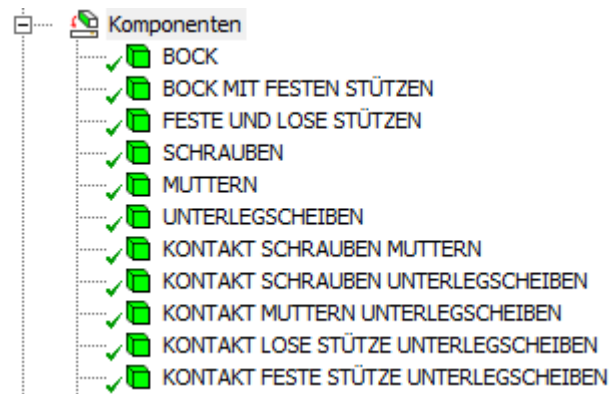 Komponenten
BOCK
BOCK MIT FESTEN STÜTZEN
FESTE UND LOSE STÜTZEN
SCHRAUBEN
MUTTERN
UNTERLEGSCHEIBEN
KONTAKT SCHRAUBEN MUTTERN
KONTAKT SCHRAUBEN UNTERLEGSCHEIBEN
KONTAKT MUTTERN UNTERLEGSCHEIBEN
KONTAKT LOSE STÜTZE UNTERLEGSCHEIBEN
KONTAKT FESTE STÜTZE UNTERLEGSCHEIBEN